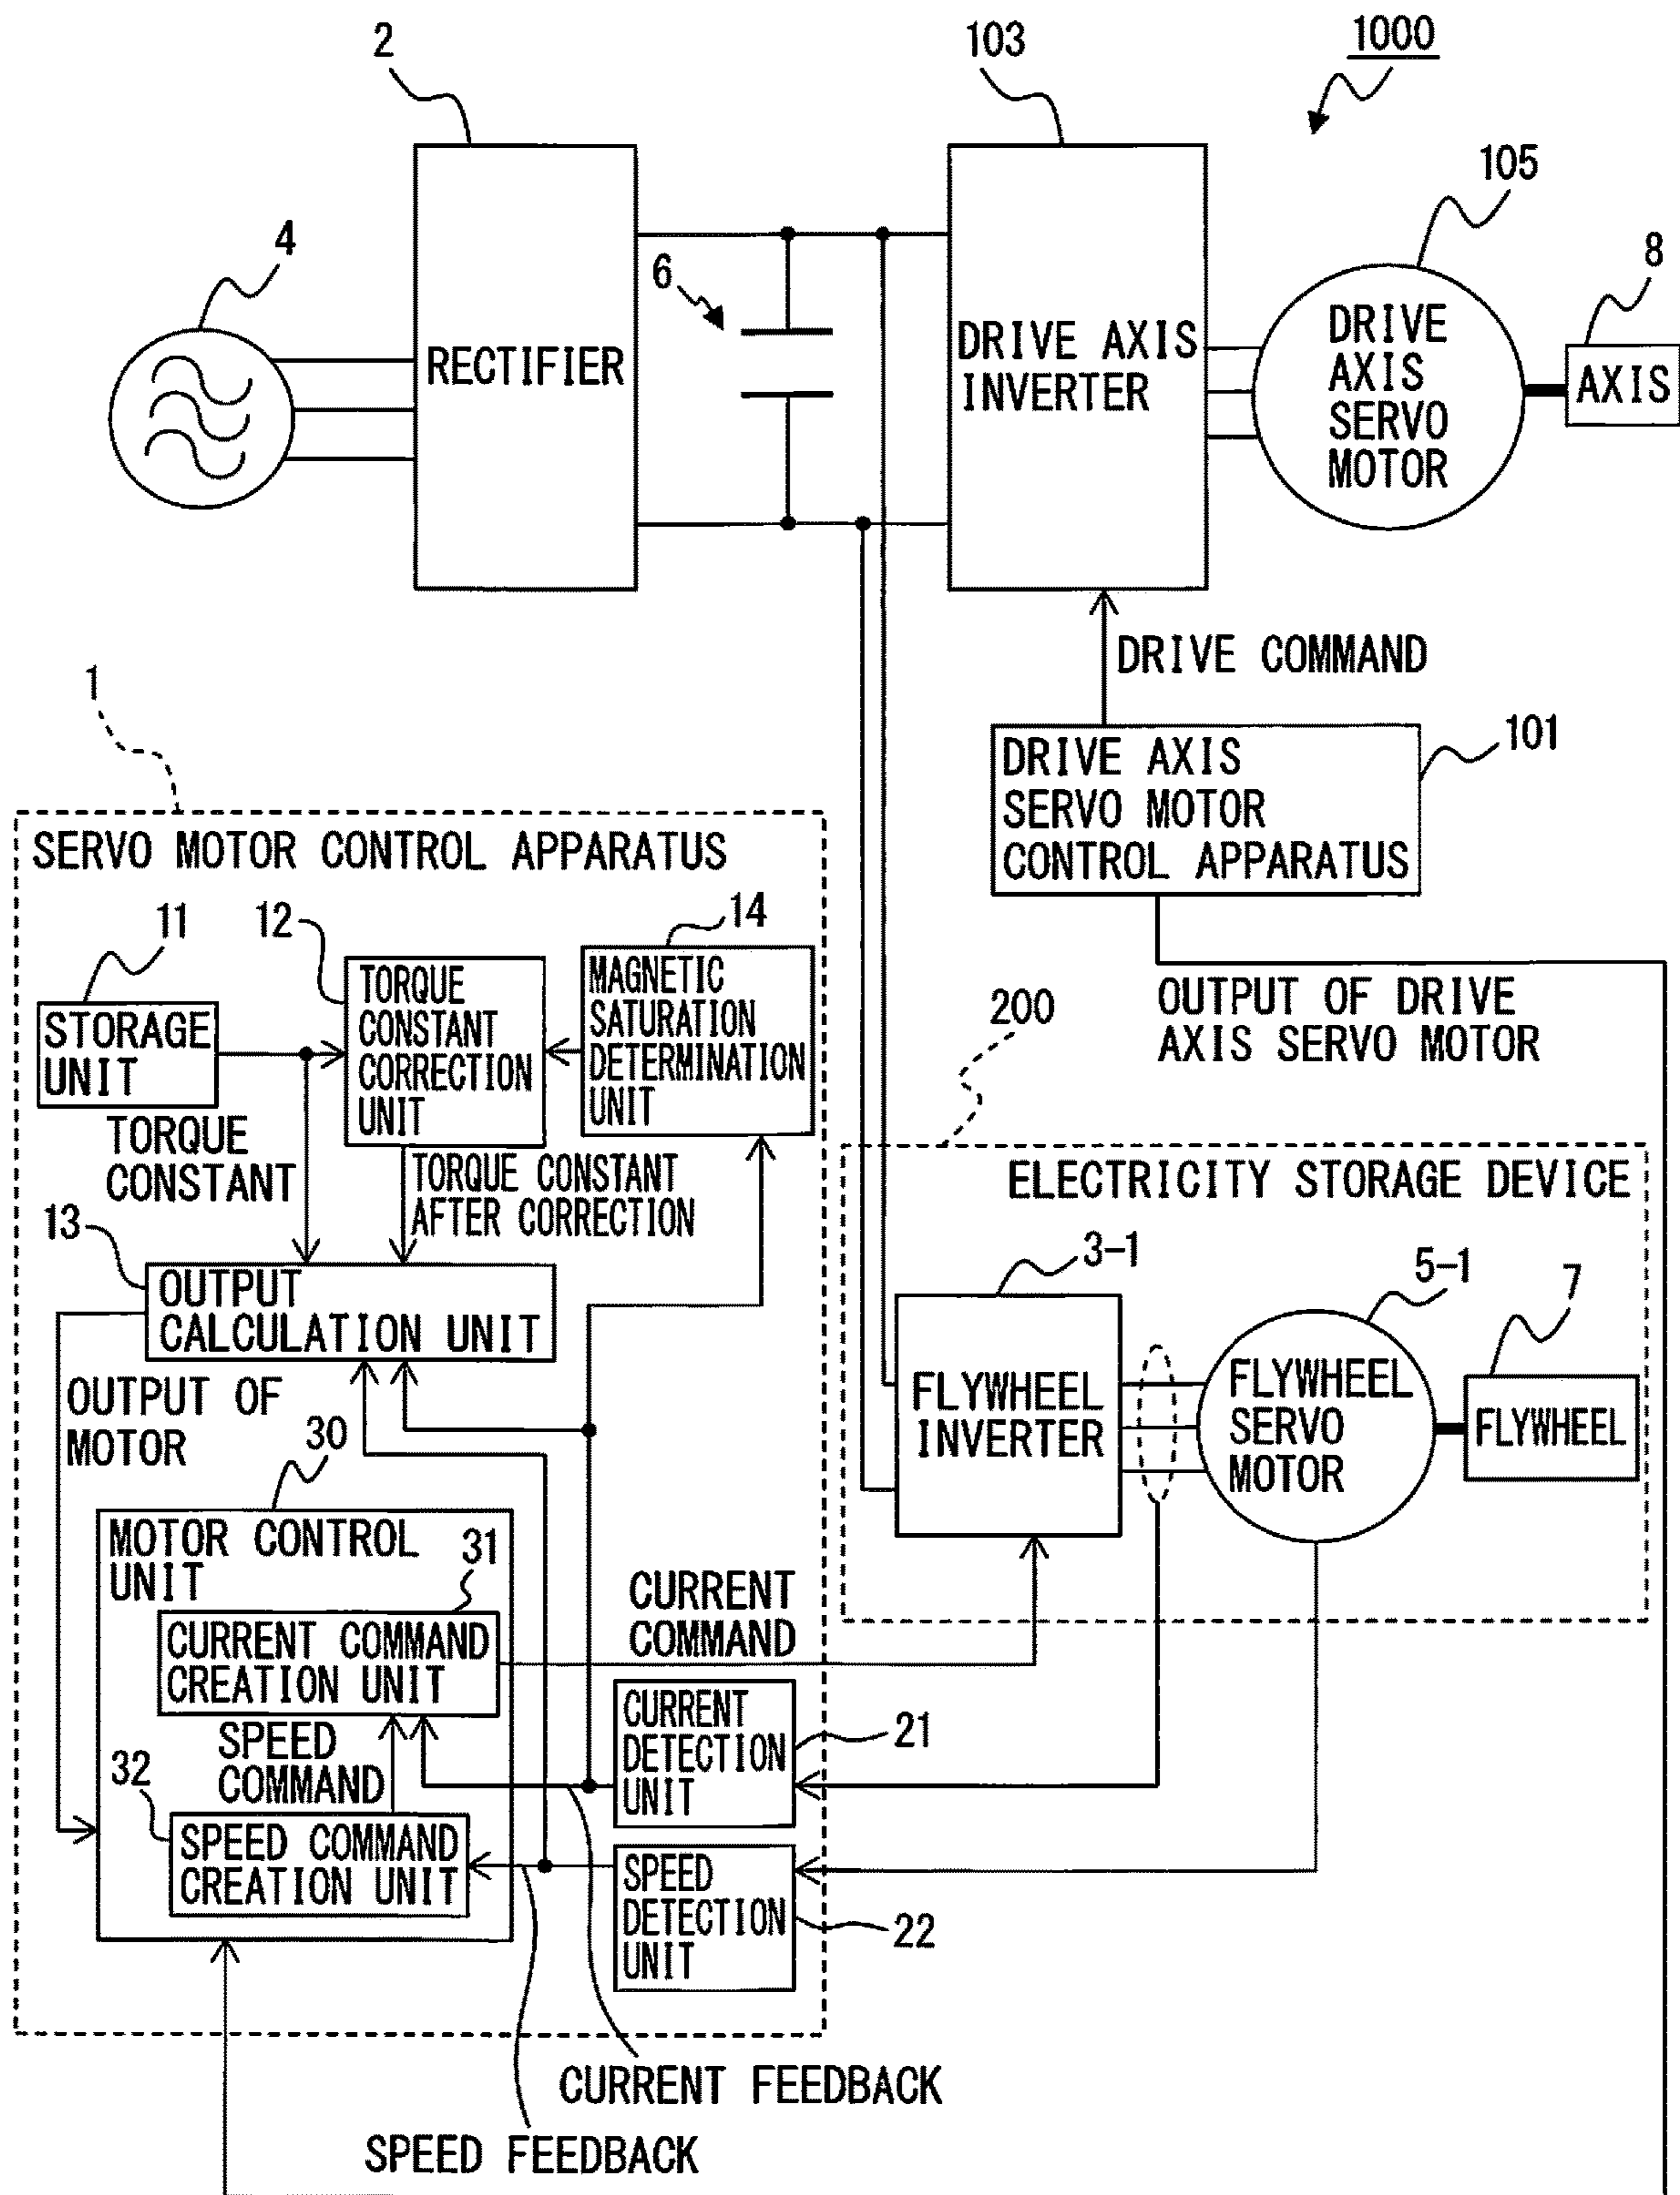 2
103
1000
105
4
6
8
RECTIFIER
DRIVE AXIS
INVERTER
DRIVE
AXIS
SERVO
MOTOR
AXIS
DRIVE COMMAND
1
101
DRIVE AXIS
SERVO MOTOR
CONTROL APPARATUS
SERVO MOTOR CONTROL APPARATUS
11
12
14
STORAGE
UNIT
TORQUE
CONSTANT
CORRECTION
UNIT
MAGNETIC
SATURATION
DETERMINATION
UNIT
200
OUTPUT OF DRIVE
AXIS SERVO MOTOR
TORQUE
CONSTANT
TORQUE CONSTANT
AFTER CORRECTION
ELECTRICITY STORAGE DEVICE
13
OUTPUT
CALCULATION UNIT
3-1
5-1
7
FLYWHEEL
INVERTER
FLYWHEEL
SERVO
MOTOR
FLYWHEEL
OUTPUT OF
MOTOR
30
MOTOR CONTROL
UNIT
31
CURRENT COMMAND
CREATION UNIT
CURRENT
COMMAND
SPEED
COMMAND
CURRENT
DETECTION
UNIT
21
32
SPEED COMMAND
CREATION UNIT
SPEED
DETECTION
UNIT
22
CURRENT FEEDBACK
SPEED FEEDBACK